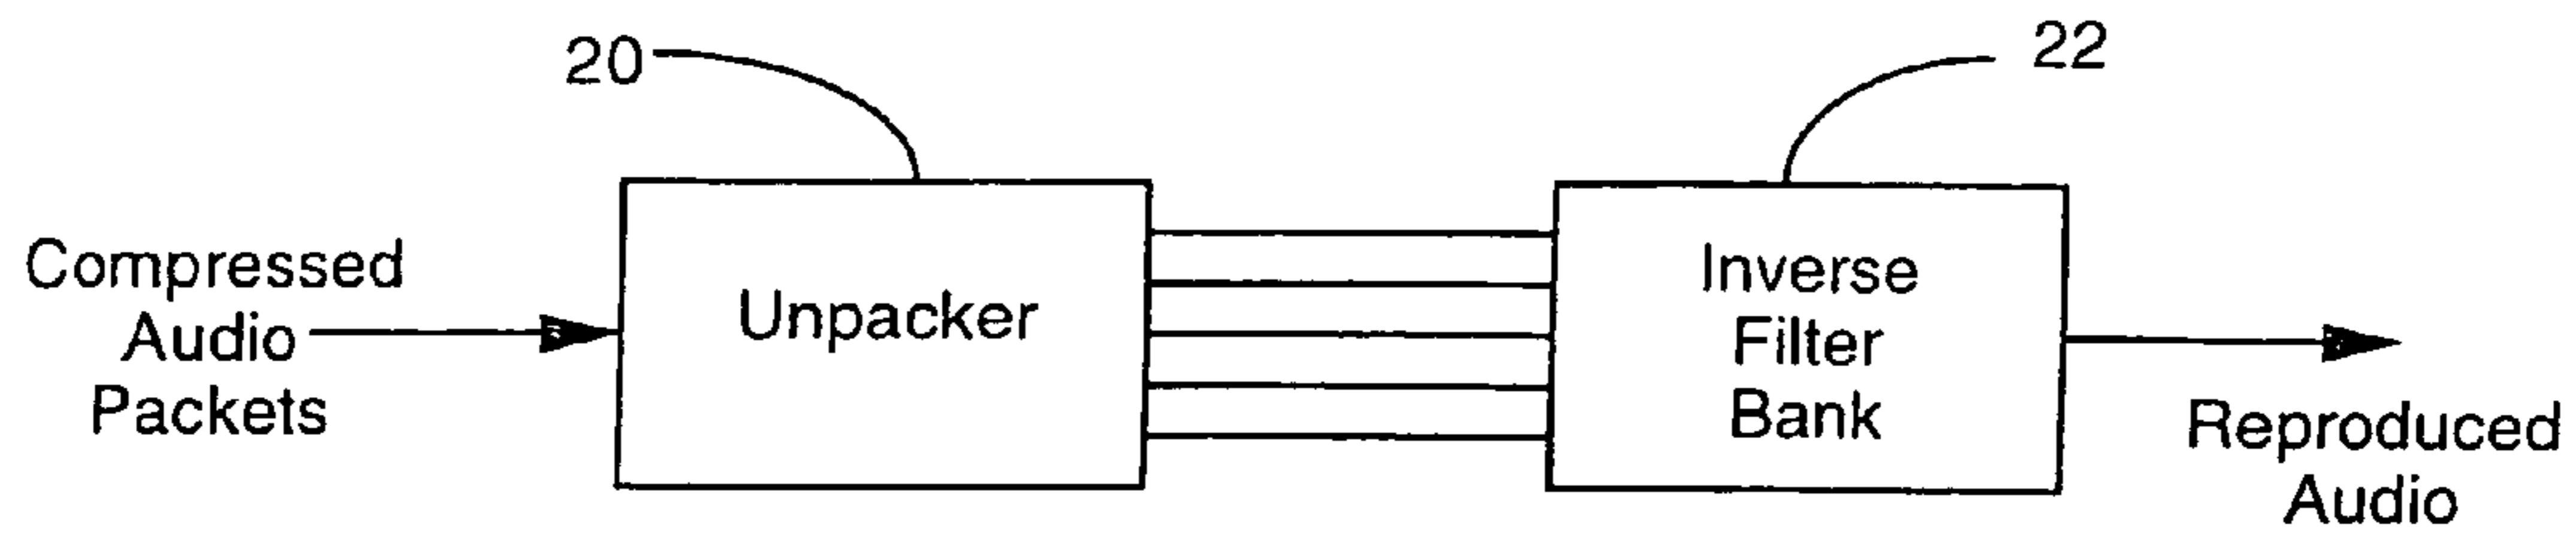 20
22
Compressed
Audio
Packets
Unpacker
Inverse
Filter
Bank
Reproduced
Audio